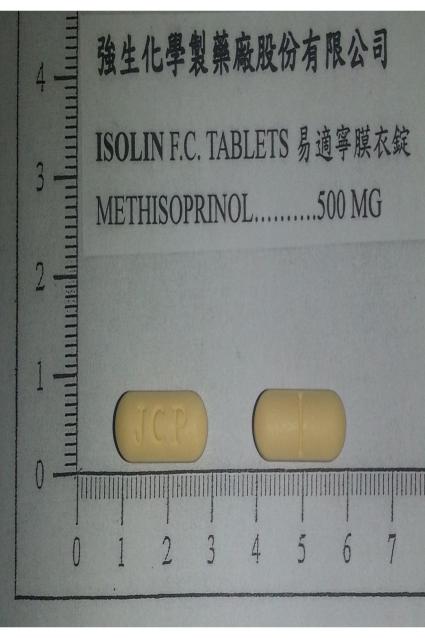 強生化學製藥廠股份有限公司
ISOLIN F.C. TABLETS 易適寧膜衣錠
METHISOPRINOL..........500 MG
4
3
2
1
0
JCP
0 1 2 3 4 5 6 7